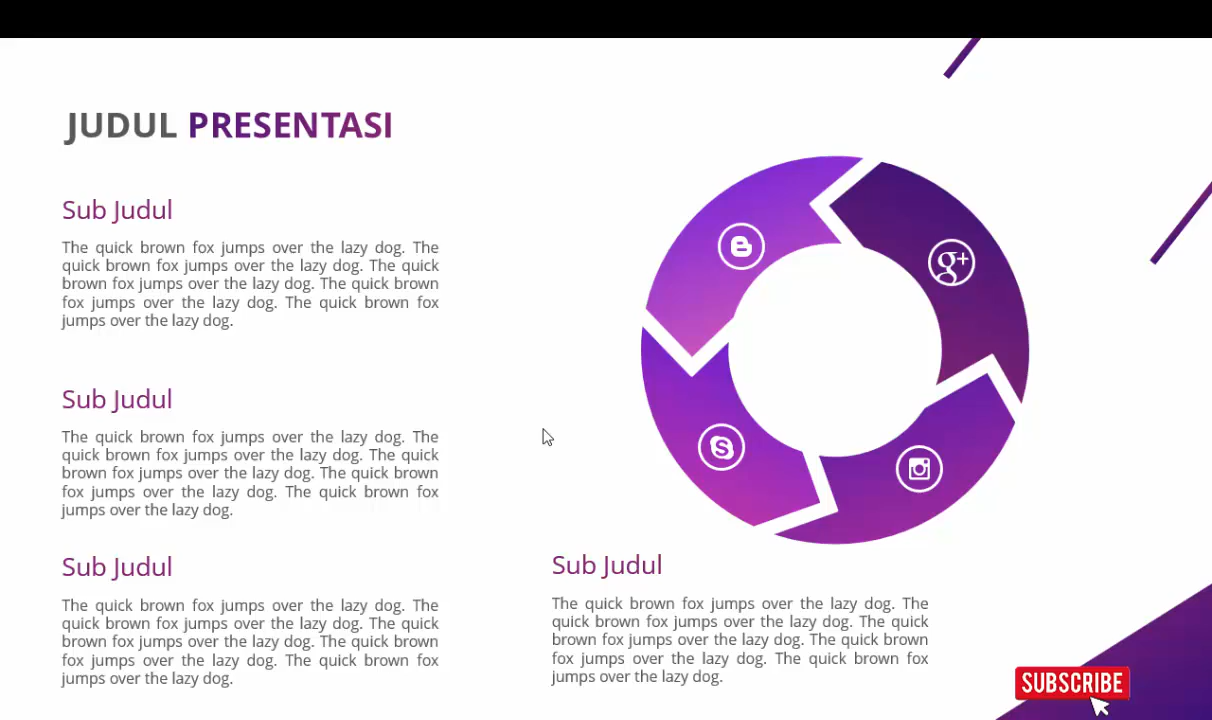 JUDUL PRESENTASI
Sub Judul
The quick brown fox jumps over the lazy dog. The
quick brown fox jumps over the lazy dog. The quick
brown fox jumps over the lazy dog. The quick brown
fox jumps over the lazy dog. The quick brown fox
jumps over the lazy dog.
Sub Judul
The quick brown fox jumps over the lazy dog. The
quick brown fox jumps over the lazy dog. The quick
brown fox jumps over the lazy dog. The quick brown
fox jumps over the lazy dog. The quick brown fox
jumps over the lazy dog.
Sub Judul
The quick brown fox jumps over the lazy dog. The
quick brown fox jumps over the lazy dog. The quick
brown fox jumps over the lazy dog. The quick brown
fox jumps over the lazy dog. The quick brown fox
jumps over the lazy dog.
g+
Sub Judul
The quick brown fox jumps over the lazy dog. The
quick brown fox jumps over the lazy dog. The quick
brown fox jumps over the lazy dog. The quick brown
fox jumps over the lazy dog. The quick brown fox
jumps over the lazy dog.
SUBSCRIBE